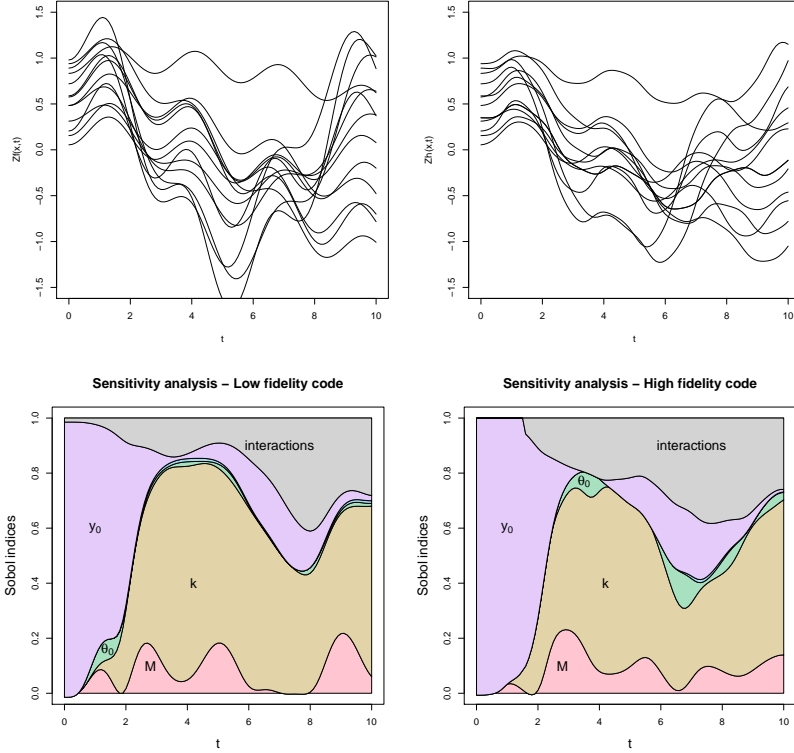 Zf(x,t)
1.5
1.0
0.5
0.0
−0.5
−1.0
−1.5
0 2 4 6 8 10
t
Zh(x,t)
1.5
1.0
0.5
0.0
−0.5
−1.0
−1.5
0 2 4 6 8 10
t
Sensitivity analysis − Low fidelity code
Sobol indices
1.0
0.8
0.6
0.4
0.2
0.0
interactions
y₀
k
θ₀
M
0 2 4 6 8 10
t
Sensitivity analysis − High fidelity code
Sobol indices
1.0
0.8
0.6
0.4
0.2
0.0
interactions
θ₀
y₀
k
M
0 2 4 6 8 10
t